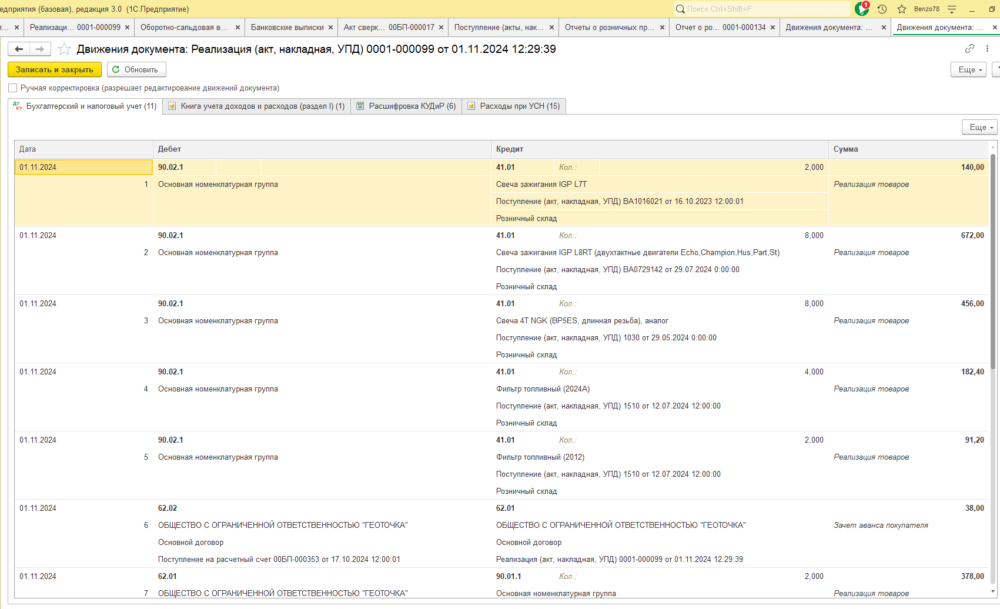 едприятия (базовая), редакция 3.0  (1С:Предприятие)
Поиск Ctrl+Shift+F
1
Benzo78
...
Реализаци... 0001-000099
Оборотно-сальдовая в...
Банковские выписки
Акт сверк... 00БП-000017
Поступление (акты, нак...
Отчеты о розничных пр...
Отчет о ро... 0001-000134
Движения документа: ...
Движения документа: ...
Движения документа: Реализация (акт, накладная, УПД) 0001-000099 от 01.11.2024 12:29:39
Записать и закрыть
Обновить
Еще
Ручная корректировка (разрешает редактирование движений документа)
Дт Кт Бухгалтерский и налоговый учет (11)
Книга учета доходов и расходов (раздел I) (1)
Расшифровка КУДиР (6)
Расходы при УСН (15)
Еще
Дата Дебет Кредит Сумма
01.11.2024 90.02.1 41.01 Кол.: 2,000 140,00
1 Основная номенклатурная группа Свеча зажигания IGP L7T Реализация товаров
Поступление (акт, накладная, УПД) ВА1016021 от 16.10.2023 12:00:01
Розничный склад
01.11.2024 90.02.1 41.01 Кол.: 8,000 672,00
2 Основная номенклатурная группа Свеча зажигания IGP L8RT (двухтактные двигатели Echo,Champion,Hus,Part,St) Реализация товаров
Поступление (акт, накладная, УПД) ВА0729142 от 29.07.2024 0:00:00
Розничный склад
01.11.2024 90.02.1 41.01 Кол.: 8,000 456,00
3 Основная номенклатурная группа Свеча 4Т NGK (BP5ES, длинная резьба), аналог Реализация товаров
Поступление (акт, накладная, УПД) 1030 от 29.05.2024 0:00:00
Розничный склад
01.11.2024 90.02.1 41.01 Кол.: 4,000 182,40
4 Основная номенклатурная группа Фильтр топливный (2024А) Реализация товаров
Поступление (акт, накладная, УПД) 1510 от 12.07.2024 12:00:00
Розничный склад
01.11.2024 90.02.1 41.01 Кол.: 2,000 91,20
5 Основная номенклатурная группа Фильтр топливный (2012) Реализация товаров
Поступление (акт, накладная, УПД) 1510 от 12.07.2024 12:00:00
Розничный склад
01.11.2024 62.02 62.01 38,00
6 ОБЩЕСТВО С ОГРАНИЧЕННОЙ ОТВЕТСТВЕННОСТЬЮ "ГЕОТОЧКА" ОБЩЕСТВО С ОГРАНИЧЕННОЙ ОТВЕТСТВЕННОСТЬЮ "ГЕОТОЧКА" Зачет аванса покупателя
Основной договор Основной договор
Поступление на расчетный счет 00БП-000353 от 17.10.2024 12:00:01 Реализация (акт, накладная, УПД) 0001-000099 от 01.11.2024 12:29:39
01.11.2024 62.01 90.01.1 Кол.: 2,000 378,00
7 ОБЩЕСТВО С ОГРАНИЧЕННОЙ ОТВЕТСТВЕННОСТЬЮ "ГЕОТОЧКА" Основная номенклатурная группа Реализация товаров